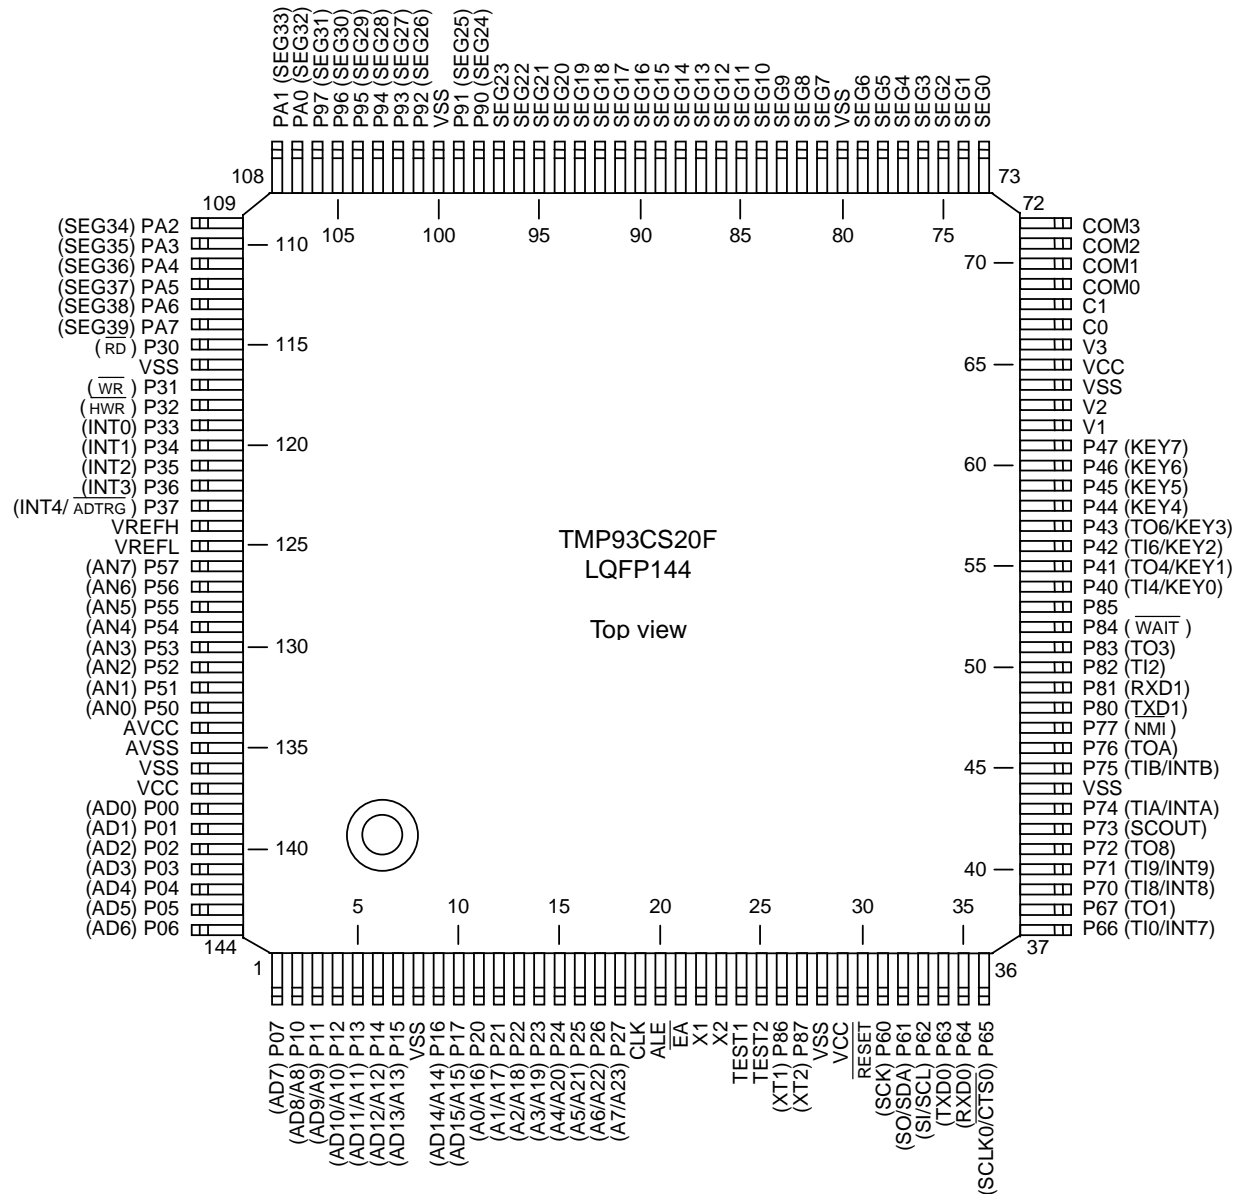 PA1 (SEG33)
PA0 (SEG32)
P97 (SEG31)
P96 (SEG30)
P95 (SEG29)
P94 (SEG28)
P93 (SEG27)
P92 (SEG26)
VSS
P91 (SEG25)
P90 (SEG24)
SEG23
SEG22
SEG21
SEG20
SEG19
SEG18
SEG17
SEG16
SEG15
SEG14
SEG13
SEG12
SEG11
SEG10
SEG9
SEG8
SEG7
VSS
SEG6
SEG5
SEG4
SEG3
SEG2
SEG1
SEG0
108
73
109
72
105
100
95
90
85
80
75
(SEG34) PA2
(SEG35) PA3
(SEG36) PA4
(SEG37) PA5
(SEG38) PA6
(SEG39) PA7
(RD) P30
VSS
(WR) P31
(HWR) P32
(INT0) P33
(INT1) P34
(INT2) P35
(INT3) P36
(INT4/ADTRG) P37
VREFH
VREFL
(AN7) P57
(AN6) P56
(AN5) P55
(AN4) P54
(AN3) P53
(AN2) P52
(AN1) P51
(AN0) P50
AVCC
AVSS
VSS
VCC
(AD0) P00
(AD1) P01
(AD2) P02
(AD3) P03
(AD4) P04
(AD5) P05
(AD6) P06
110
115
120
125
130
135
140
TMP93CS20F
LQFP144
Top view
70
65
60
55
50
45
40
COM3
COM2
COM1
COM0
C1
C0
V3
VCC
VSS
V2
V1
P47 (KEY7)
P46 (KEY6)
P45 (KEY5)
P44 (KEY4)
P43 (TO6/KEY3)
P42 (TI6/KEY2)
P41 (TO4/KEY1)
P40 (TI4/KEY0)
P85
P84 (WAIT)
P83 (TO3)
P82 (TI2)
P81 (RXD1)
P80 (TXD1)
P77 (NMI)
P76 (TOA)
P75 (TIB/INTB)
VSS
P74 (TIA/INTA)
P73 (SCOUT)
P72 (TO8)
P71 (TI9/INT9)
P70 (TI8/INT8)
P67 (TO1)
P66 (TI0/INT7)
5
10
15
20
25
30
35
144
37
1
36
(AD7) P07
(AD8/A8) P10
(AD9/A9) P11
(AD10/A10) P12
(AD11/A11) P13
(AD12/A12) P14
(AD13/A13) P15
VSS
(AD14/A14) P16
(AD15/A15) P17
(A0/A16) P20
(A1/A17) P21
(A2/A18) P22
(A3/A19) P23
(A4/A20) P24
(A5/A21) P25
(A6/A22) P26
(A7/A23) P27
CLK
ALE
EA
X1
X2
TEST1
TEST2
(XT1) P86
(XT2) P87
VSS
VCC
RESET
(SCK) P60
(SO/SDA) P61
(SI/SCL) P62
(TXD0) P63
(RXD0) P64
(SCLK0/CTS0) P65